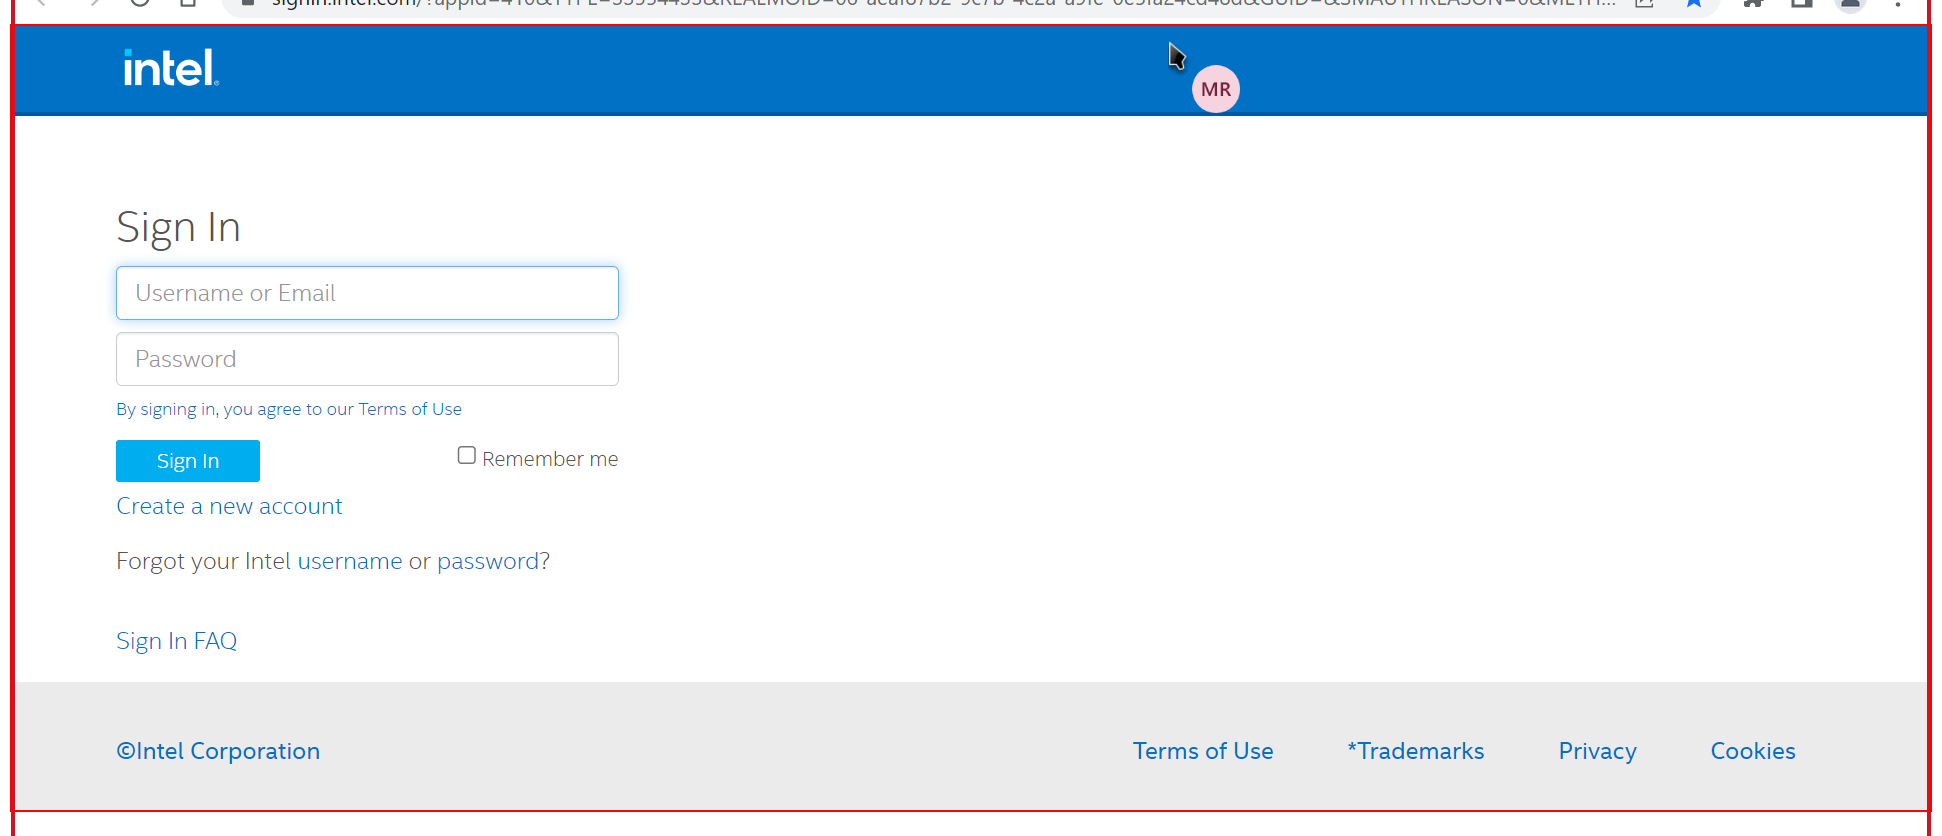 intel
MR
Sign In
Username or Email
Password
By signing in, you agree to our Terms of Use
Sign In
Remember me
Create a new account
Forgot your Intel username or password?
Sign In FAQ
©Intel Corporation Terms of Use *Trademarks Privacy Cookies